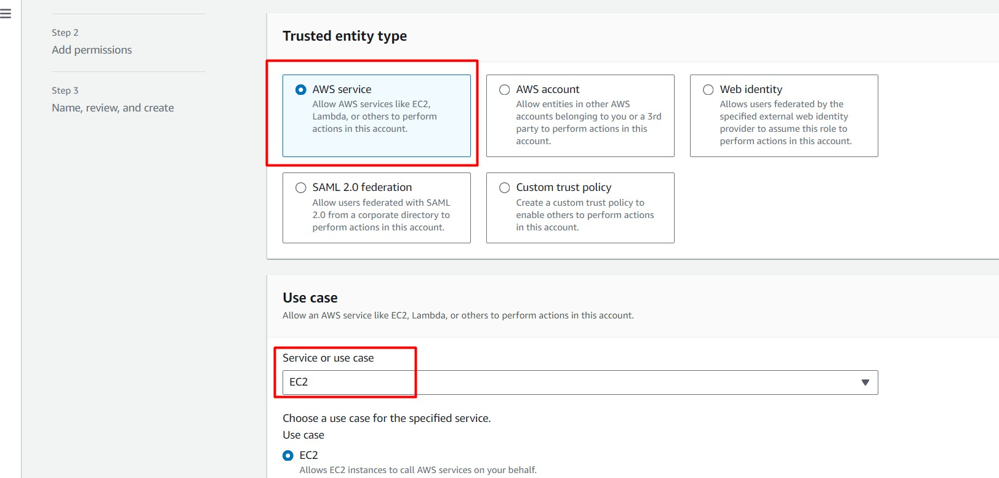 Step 2
Add permissions
Step 3
Name, review, and create
Trusted entity type
AWS service
Allow AWS services like EC2,
Lambda, or others to perform
actions in this account.
AWS account
Allow entities in other AWS
accounts belonging to you or a 3rd
party to perform actions in this
account.
Web identity
Allows users federated by the
specified external web identity
provider to assume this role to
perform actions in this account.
SAML 2.0 federation
Allow users federated with SAML
2.0 from a corporate directory to
perform actions in this account.
Custom trust policy
Create a custom trust policy to
enable others to perform actions
in this account.
Use case
Allow an AWS service like EC2, Lambda, or others to perform actions in this account.
Service or use case
EC2
Choose a use case for the specified service.
Use case
EC2
Allows EC2 instances to call AWS services on your behalf.